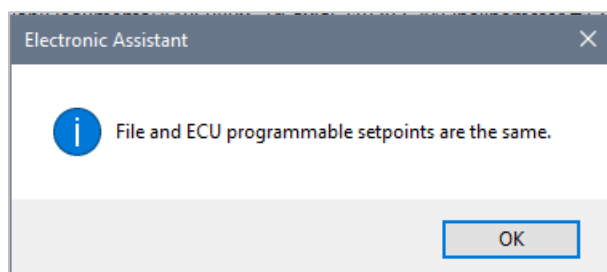 Electronic Assistant
File and ECU programmable setpoints are the same.
OK